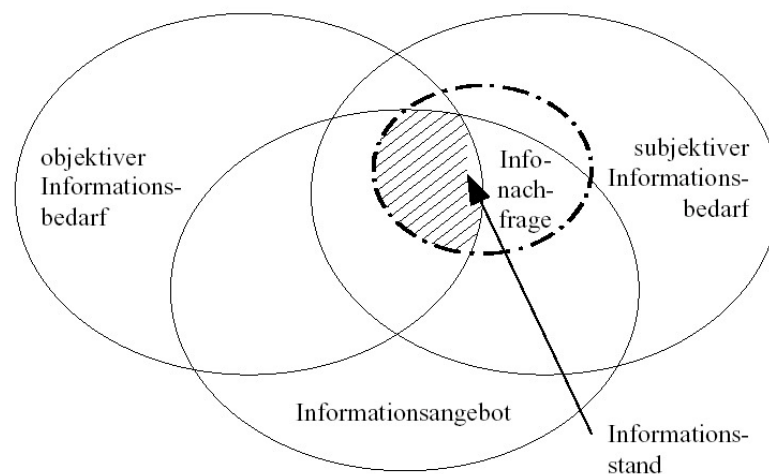 objektiver
Informations-
bedarf
Info-
nach-
frage
subjektiver
Informations-
bedarf
Informationsangebot
Informations-
stand